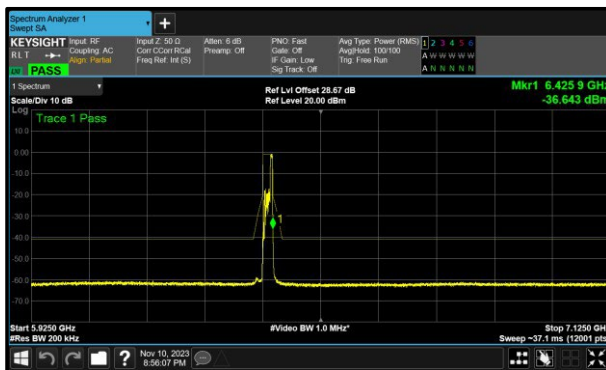 Spectrum Analyzer 1
Swept SA
KEYSIGHT
RLT
PASS
Input: RF
Coupling: AC
Align: Partial
Input Z: 50 Ω
Corr CCorr RCal
Freq Ref: Int (S)
Atten: 6 dB
Preamp: Off
PNO: Fast
Gate: Off
IF Gain: Low
Sig Track: Off
Avg Type: Power (RMS)
Avg|Hold: 100/100
Trig: Free Run
1 2 3 4 5 6
A W W W W W
A N N N N N
1 Spectrum
Scale/Div 10 dB
Ref Lvl Offset 28.67 dB
Ref Level 20.00 dBm
Mkr1 6.425 9 GHz
-36.643 dBm
Log
Trace 1 Pass
10.0
0.00
-10.0
-20.0
-30.0
-40.0
-50.0
-60.0
-70.0
1
Start 5.9250 GHz
#Res BW 200 kHz
#Video BW 1.0 MHz*
Stop 7.1250 GHz
Sweep ~37.1 ms (12001 pts)
Nov 10, 2023
8:56:07 PM